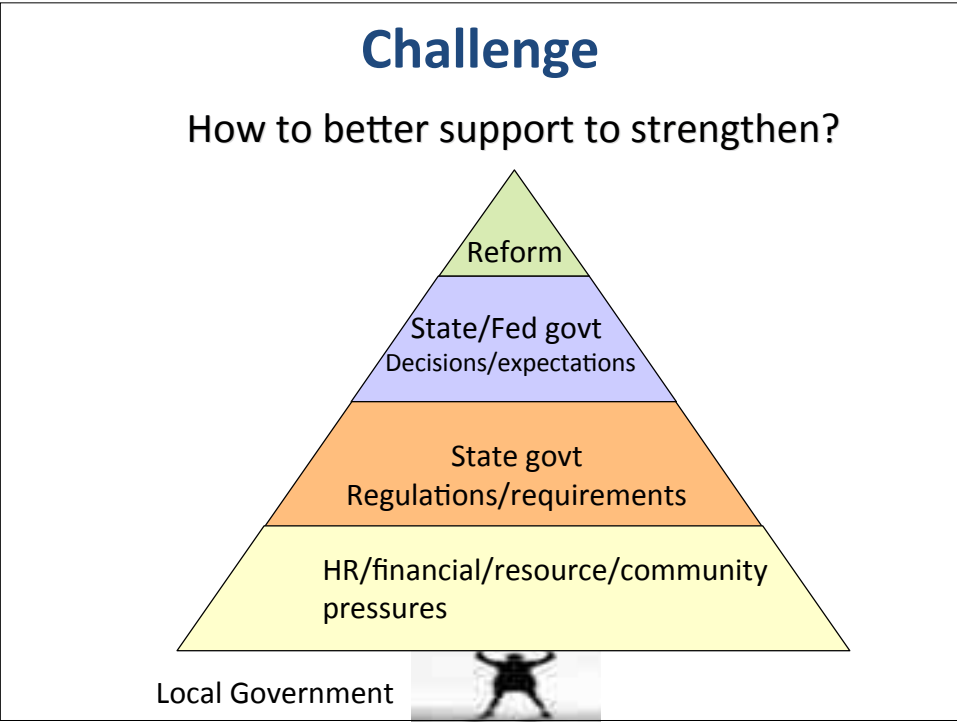 Challenge
How to better support to strengthen?
Reform
State/Fed govt
Decisions/expectations
State govt
Regulations/requirements
HR/financial/resource/community
pressures
Local Government